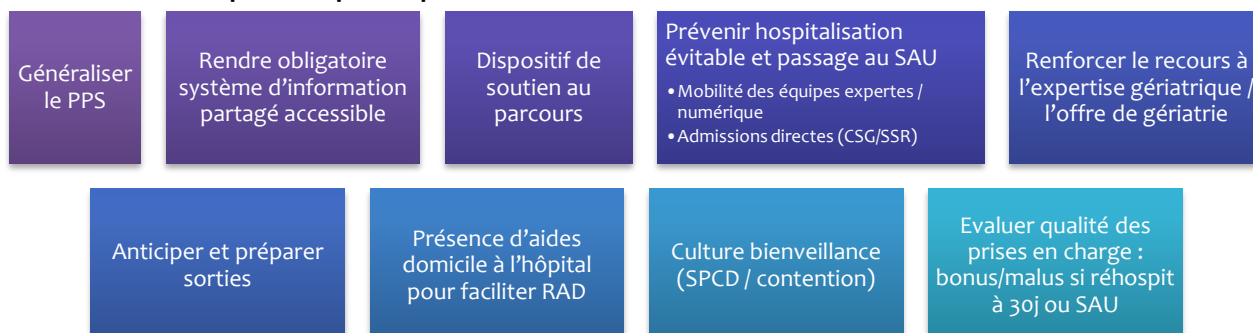 Généraliser
le PPS
Rendre obligatoire
système d'information
partagé accessible
Dispositif de
soutien au
parcours
Prévenir hospitalisation
évitable et passage au SAU
•Mobilité des équipes expertes /
numérique
•Admissions directes (CSG/SSR)
Renforcer le recours à
l'expertise gériatrique /
l'offre de gériatrie
Anticiper et préparer
sorties
Présence d'aides
domicile à l'hôpital
pour faciliter RAD
Culture bienveillance
(SPCD / contention)
Evaluer qualité des
prises en charge :
bonus/malus si réhospit
à 30j ou SAU